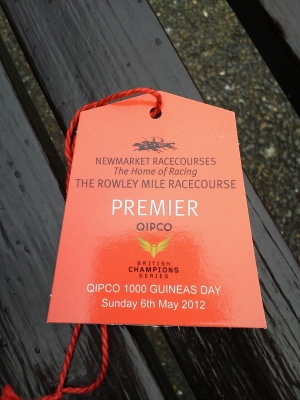 NEWMARKET RACECOURSES
The Home of Racing
THE ROWLEY MILE RACECOURSE
PREMIER
QIPCO
BRITISH
CHAMPIONS
SERIES
QIPCO 1000 GUINEAS DAY
Sunday 6th May 2012